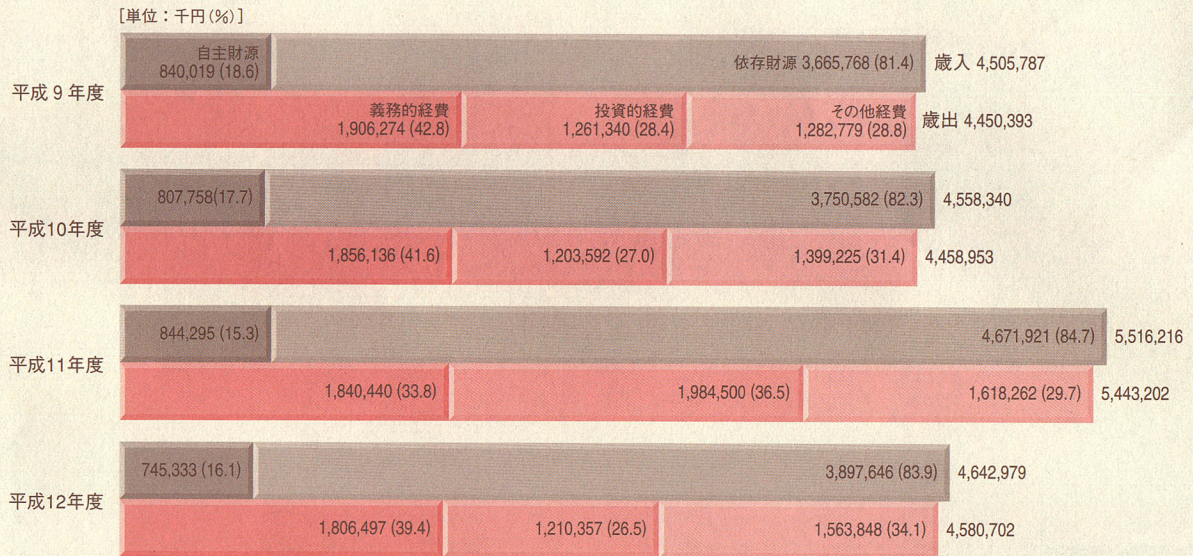 [単位：千円(％)]
平成9年度
自主財源
840,019 (18.6)
依存財源 3,665,768 (81.4)
歳入 4,505,787
義務的経費
1,906,274 (42.8)
投資的経費
1,261,340 (28.4)
その他経費
1,282,779 (28.8)
歳出 4,450,393
平成10年度
807,758(17.7)
3,750,582 (82.3)
4,558,340
1,856,136 (41.6)
1,203,592 (27.0)
1,399,225 (31.4)
4,458,953
平成11年度
844,295 (15.3)
4,671,921 (84.7)
5,516,216
1,840,440 (33.8)
1,984,500 (36.5)
1,618,262 (29.7)
5,443,202
平成12年度
745,333 (16.1)
3,897,646 (83.9)
4,642,979
1,806,497 (39.4)
1,210,357 (26.5)
1,563,848 (34.1)
4,580,702